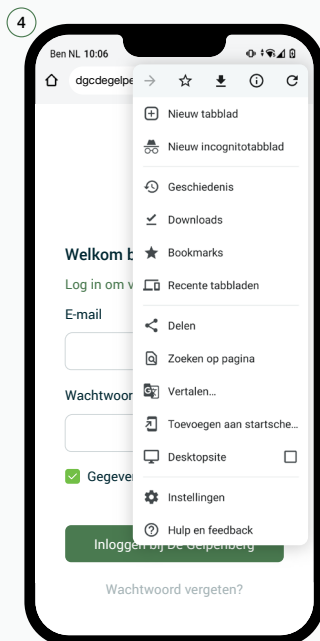 4
Ben NL 10:06
dgcdegelpe
Nieuw tabblad
Nieuw incognitotabblad
Geschiedenis
Downloads
Bookmarks
Recente tabbladen
Delen
Zoeken op pagina
Vertalen...
Toevoegen aan startsche...
Desktopsite
Instellingen
Hulp en feedback
Welkom b
Log in om v
E-mail
Wachtwoor
Gegeve
Inloggen bij De Gelpenberg
Wachtwoord vergeten?